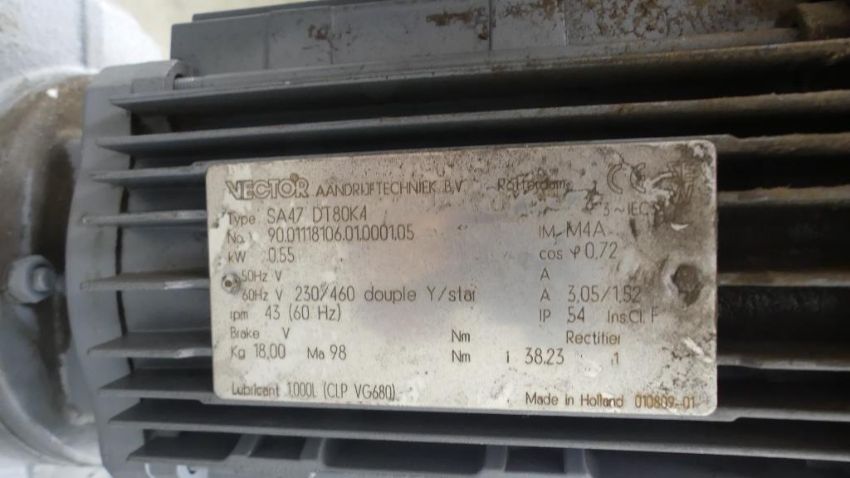 VECTOR AANDRIJFTECHNIEK B.V. Rotterdam CE
Type SA47 DT80K4 3~IEC
No. 90.01118106.01.0001.05 IM M4A
kW 0.55 cos φ 0.72
50Hz V A
60Hz V 230/460 douple Y/star A 3,05/1,52
rpm 43 (60 Hz) IP 54 Ins.Cl. F
Brake V Nm Rectifier
Kg 18,00 Ma 98 Nm i 38.23 :1
Lubricant 1.000L (CLP VG680) Made in Holland 010809-01